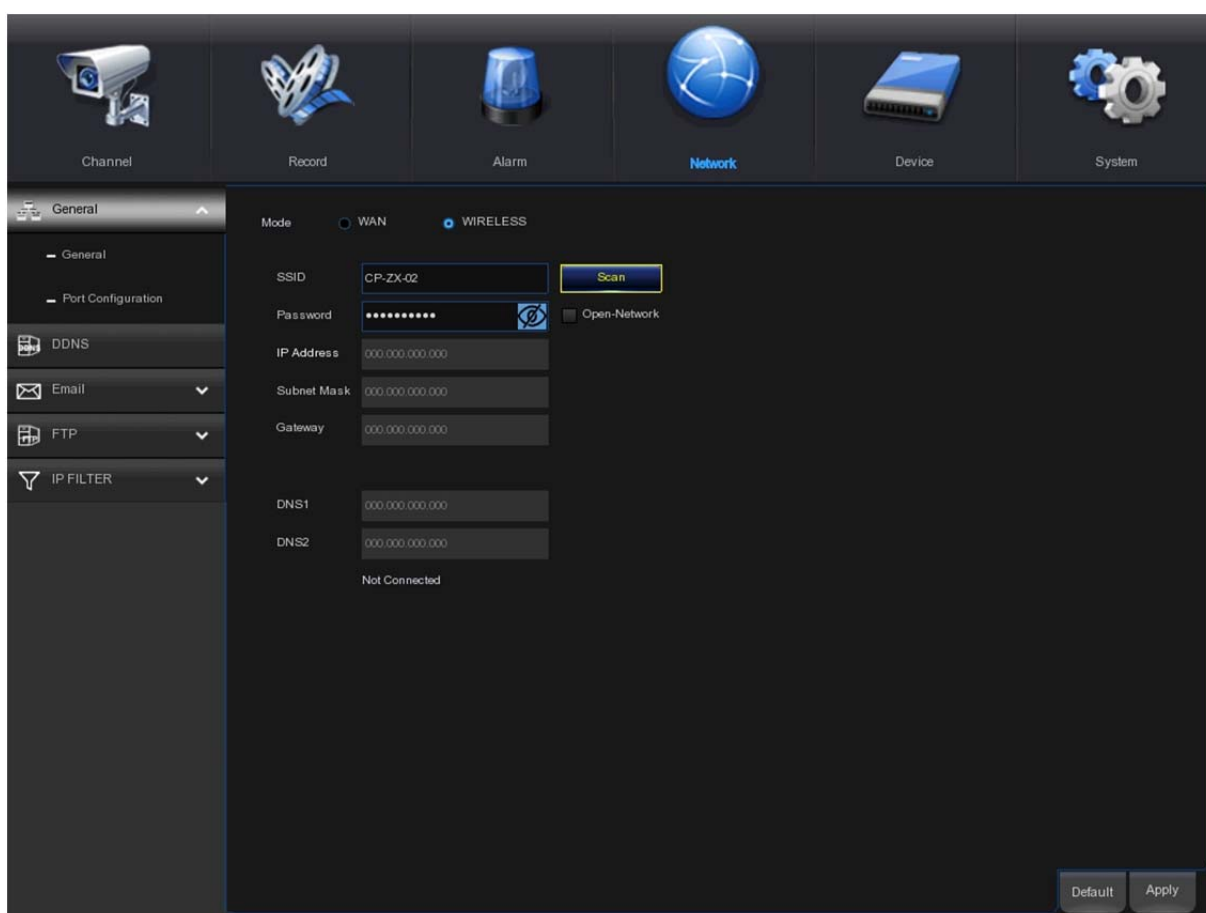 Channel
Record
Alarm
Network
Device
System
General
General
Port Configuration
DDNS
DDNS
Email
FTP
FTP
IP FILTER
Mode WAN WIRELESS
SSID CP-ZX-02 Scan
Password •••••••••• Open-Network
IP Address 000.000.000.000
Subnet Mask 000.000.000.000
Gateway 000.000.000.000
DNS1 000.000.000.000
DNS2 000.000.000.000
Not Connected
Default Apply